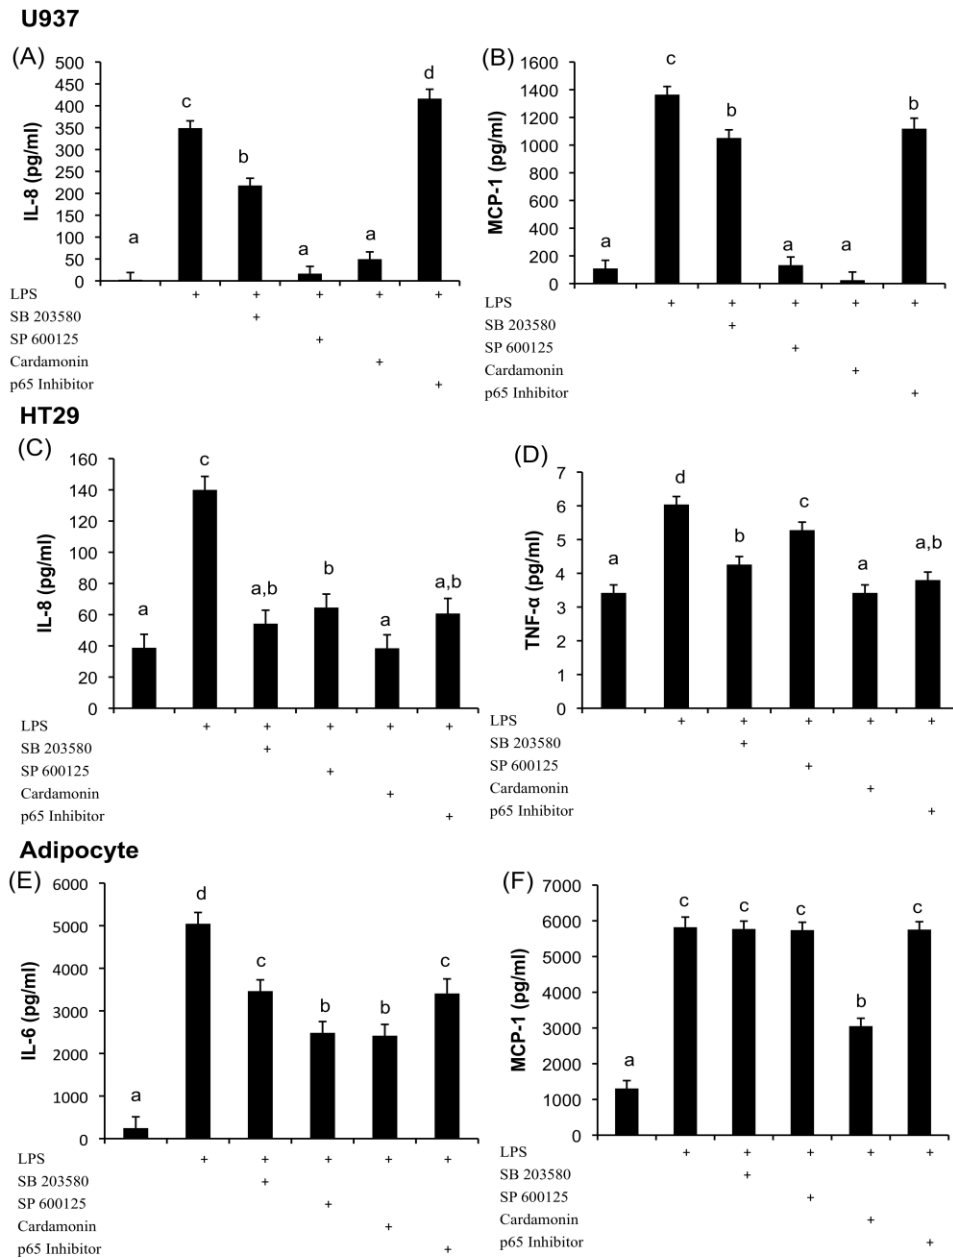 U937
(A)
500
450
400
350
300
250
200
150
100
50
0
IL-8 (pg/ml)
a
c
b
a
a
d
LPS + + + + +
SB 203580 +
SP 600125 +
Cardamonin +
p65 Inhibitor +
(B)
1600
1400
1200
1000
800
600
400
200
0
MCP-1 (pg/ml)
a
c
b
a
a
b
LPS + + + + +
SB 203580 +
SP 600125 +
Cardamonin +
p65 Inhibitor +
HT29
(C)
160
140
120
100
80
60
40
20
0
IL-8 (pg/ml)
a
c
a,b
b
a
a,b
LPS + + + + +
SB 203580 +
SP 600125 +
Cardamonin +
p65 Inhibitor +
(D)
7
6
5
4
3
2
1
0
TNF-α (pg/ml)
a
d
b
c
a
a,b
LPS + + + + +
SB 203580 +
SP 600125 +
Cardamonin +
p65 Inhibitor +
Adipocyte
(E)
6000
5000
4000
3000
2000
1000
0
IL-6 (pg/ml)
a
d
c
b
b
c
LPS + + + + +
SB 203580 +
SP 600125 +
Cardamonin +
p65 Inhibitor +
(F)
7000
6000
5000
4000
3000
2000
1000
0
MCP-1 (pg/ml)
a
c
c
c
b
c
LPS + + + + +
SB 203580 +
SP 600125 +
Cardamonin +
p65 Inhibitor +